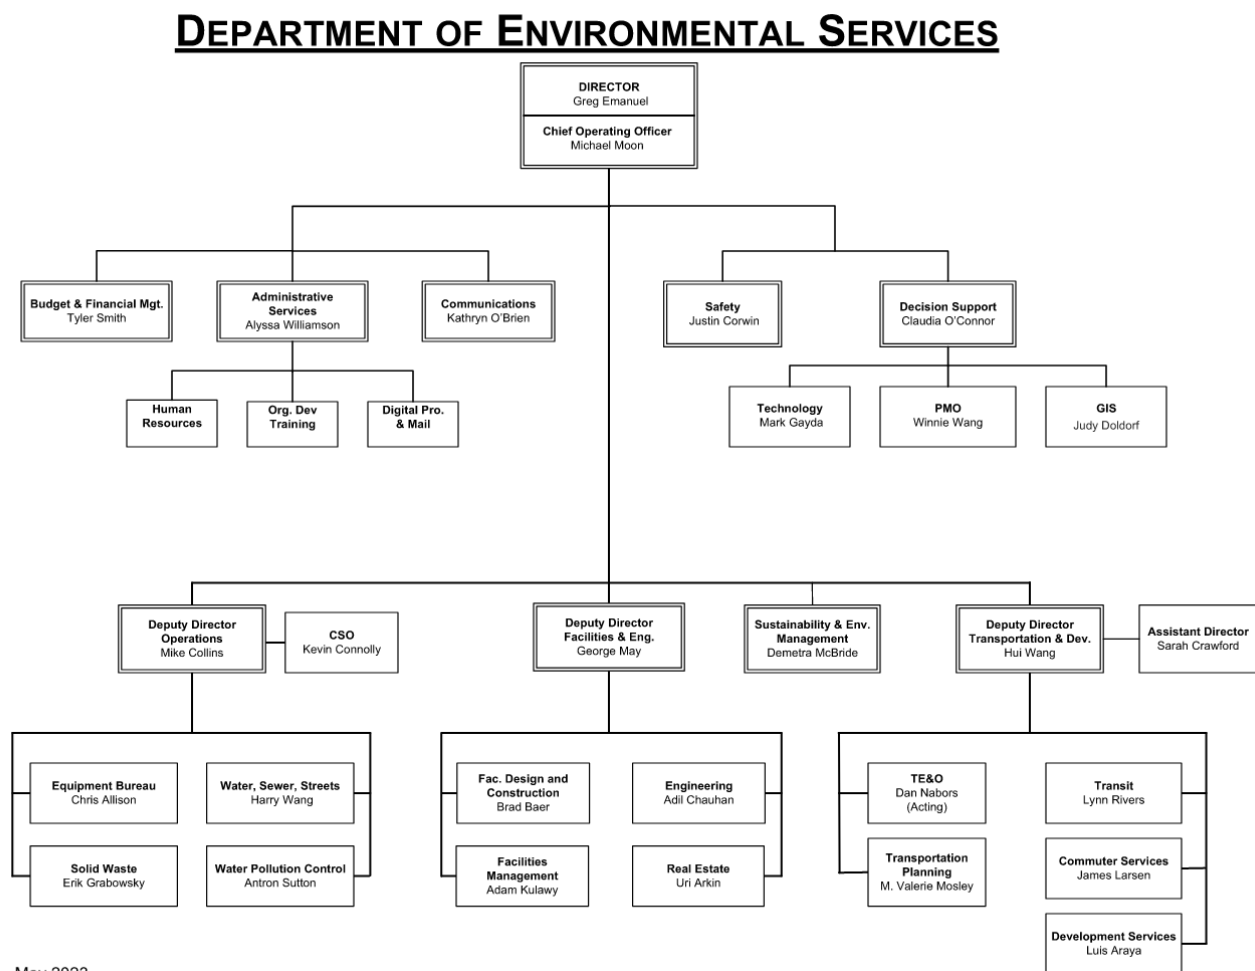 DEPARTMENT OF ENVIRONMENTAL SERVICES
DIRECTOR
Greg Emanuel
Chief Operating Officer
Michael Moon
Budget & Financial Mgt.
Tyler Smith
Administrative
Services
Alyssa Williamson
Communications
Kathryn O'Brien
Safety
Justin Corwin
Decision Support
Claudia O'Connor
Human
Resources
Org. Dev
Training
Digital Pro.
& Mail
Technology
Mark Gayda
PMO
Winnie Wang
GIS
Judy Doldorf
Deputy Director
Operations
Mike Collins
CSO
Kevin Connolly
Deputy Director
Facilities & Eng.
George May
Sustainability & Env.
Management
Demetra McBride
Deputy Director
Transportation & Dev.
Hui Wang
Assistant Director
Sarah Crawford
Equipment Bureau
Chris Allison
Water, Sewer, Streets
Harry Wang
Solid Waste
Erik Grabowsky
Water Pollution Control
Antron Sutton
Fac. Design and
Construction
Brad Baer
Engineering
Adil Chauhan
Facilities
Management
Adam Kulawy
Real Estate
Uri Arkin
TE&O
Dan Nabors
(Acting)
Transit
Lynn Rivers
Transportation
Planning
M. Valerie Mosley
Commuter Services
James Larsen
Development Services
Luis Araya